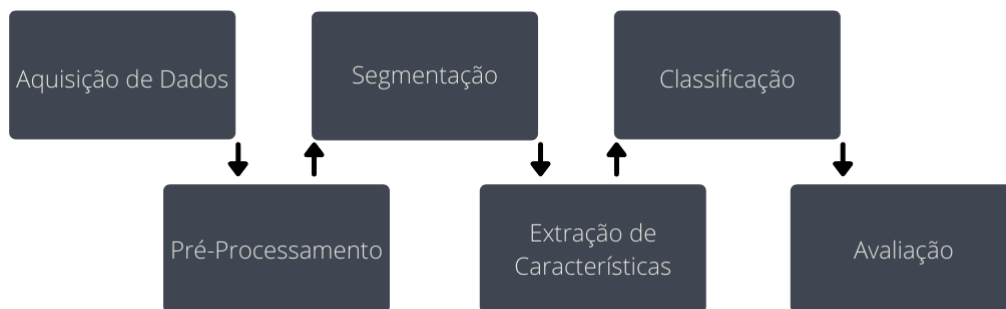 Aquisição de Dados
Segmentação
Classificação
Pré-Processamento
Extração de
Características
Avaliação